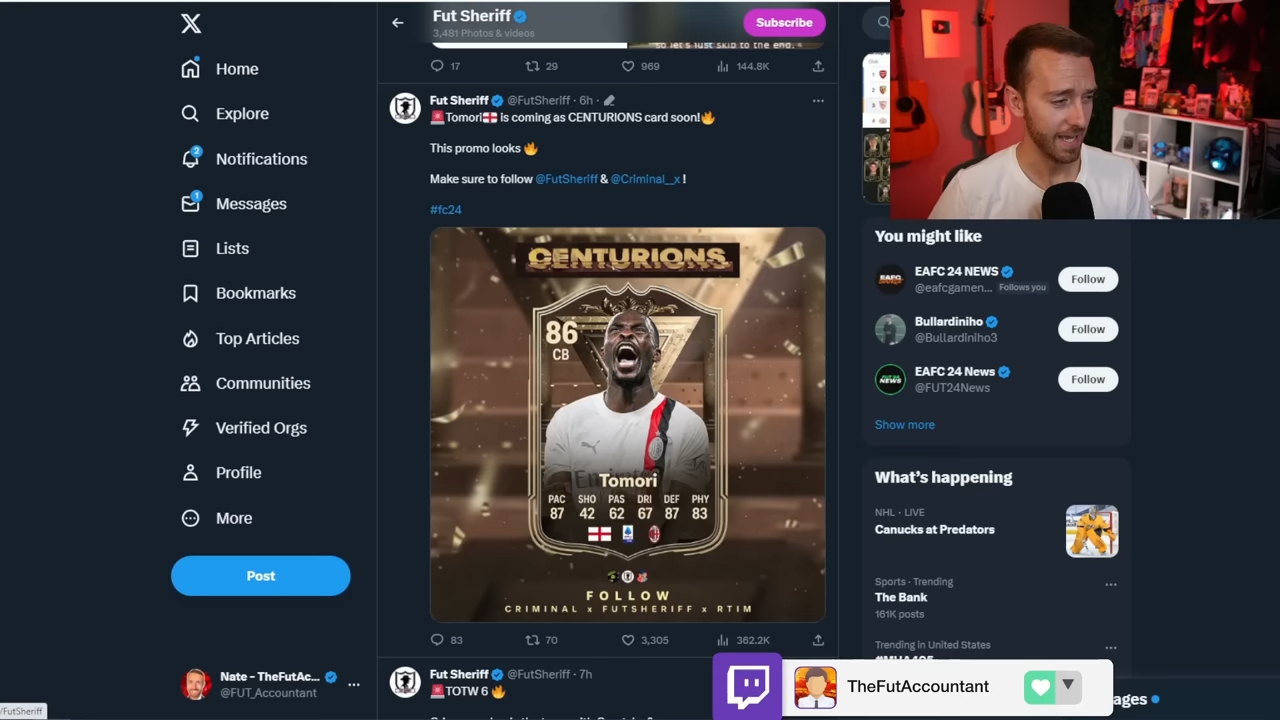 Fut Sheriff
3,481 Photos & videos
Subscribe
so let's just skip to the end.
17
29
969
144.8K
Home
Explore
2
Notifications
1
Messages
Lists
Bookmarks
Top Articles
Communities
Verified Orgs
Profile
More
Post
Nate - TheFutAc...
@FUT_Accountant
/FutSheriff
Fut Sheriff @FutSheriff · 6h ·
🚨Tomori🏴󠁧󠁢󠁥󠁮󠁧󠁿 is coming as CENTURIONS card soon!🔥
This promo looks 🔥
Make sure to follow @FutSheriff & @Criminal__x !
#fc24
CENTURIONS
86
CB
Tomori
PAC SHO PAS DRI DEF PHY
87 42 62 67 87 83
FOLLOW
CRIMINAL x FUTSHERIFF x RTIM
83
70
3,305
362.2K
Fut Sheriff @FutSheriff · 7h
🚨TOTW 6 🔥
You might like
EAFC 24 NEWS
@eafcgamen... Follows you
Follow
Bullardiniho
@Bullardiniho3
Follow
EAFC 24 News
@FUT24News
Follow
Show more
What's happening
NHL · LIVE
Canucks at Predators
Sports · Trending
The Bank
161K posts
Trending in United States
TheFutAccountant